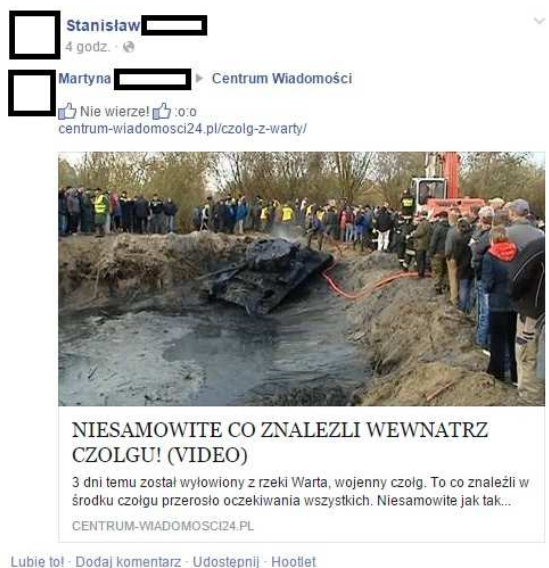 Stanisław
4 godz. ·
Martyna ▸ Centrum Wiadomości
Nie wierze! :o:o
centrum-wiadomosci24.pl/czolg-z-warty/
NIESAMOWITE CO ZNALEZLI WEWNATRZ
CZOLGU! (VIDEO)
3 dni temu został wyłowiony z rzeki Warta, wojenny czołg. To co znaleźli w
środku czołgu przerosło oczekiwania wszystkich. Niesamowite jak tak...
CENTRUM-WIADOMOSCI24.PL
Lubię to! · Dodaj komentarz · Udostępnij · Hootlet